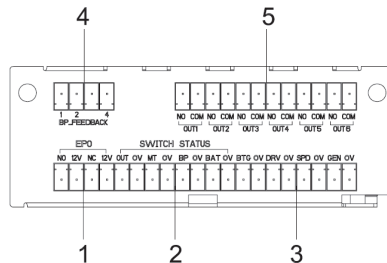 4 5
1 2 4
BP_FEEDBACK
NO COM NO COM NO COM NO COM NO COM NO COM
OUT1 OUT2 OUT3 OUT4 OUT5 OUT6
EPO SWITCH STATUS
NO 12V NC 12V OUT 0V MT 0V BP 0V BAT 0V BTG 0V DRV 0V SPD 0V GEN 0V
1 2 3